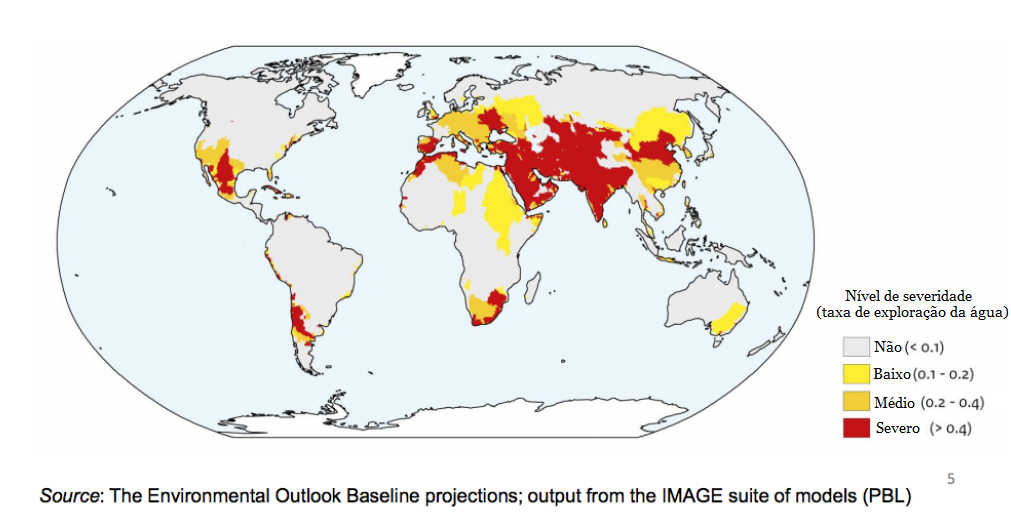 Nível de severidade
(taxa de exploração da água)
Não (< 0.1)
Baixo (0.1 - 0.2)
Médio (0.2 - 0.4)
Severo (> 0.4)
5
Source: The Environmental Outlook Baseline projections; output from the IMAGE suite of models (PBL)